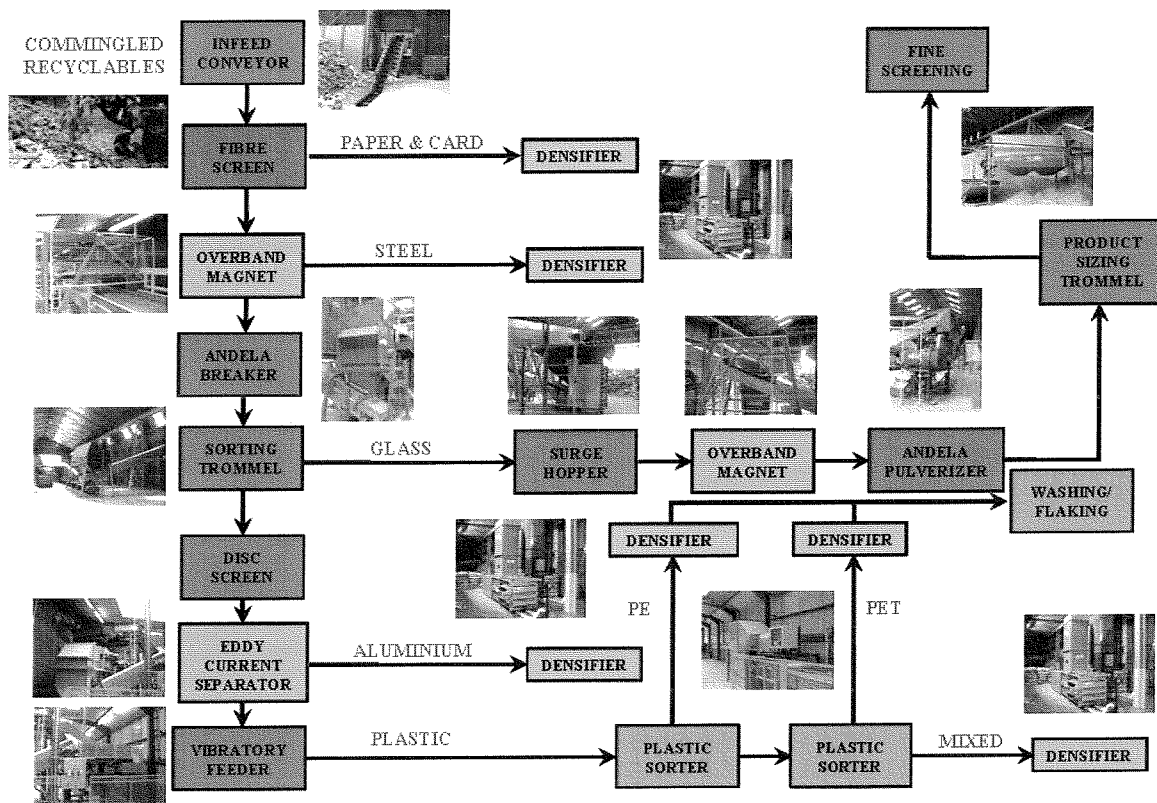 COMMINGLED
RECYCLABLES
INFEED
CONVEYOR
FINE
SCREENING
FIBRE
SCREEN
PAPER & CARD
DENSIFIER
OVERBAND
MAGNET
STEEL
DENSIFIER
PRODUCT
SIZING
TROMMEL
ANDELA
BREAKER
SORTING
TROMMEL
GLASS
SURGE
HOPPER
OVERBAND
MAGNET
ANDELA
PULVERIZER
WASHING/
FLAKING
DENSIFIER
DENSIFIER
DISC
SCREEN
PE
PET
EDDY
CURRENT
SEPARATOR
ALUMINIUM
DENSIFIER
VIBRATORY
FEEDER
PLASTIC
PLASTIC
SORTER
PLASTIC
SORTER
MIXED
DENSIFIER